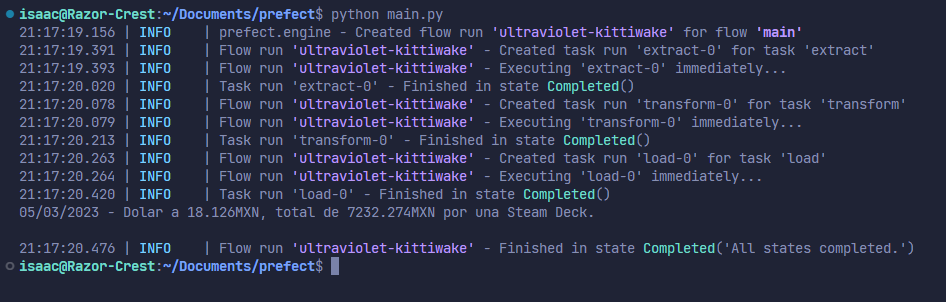 isaac@Razor-Crest:~/Documents/prefect$ python main.py
21:17:19.156 | INFO    | prefect.engine - Created flow run 'ultraviolet-kittiwake' for flow 'main'
21:17:19.391 | INFO    | Flow run 'ultraviolet-kittiwake' - Created task run 'extract-0' for task 'extract'
21:17:19.393 | INFO    | Flow run 'ultraviolet-kittiwake' - Executing 'extract-0' immediately...
21:17:20.020 | INFO    | Task run 'extract-0' - Finished in state Completed()
21:17:20.078 | INFO    | Flow run 'ultraviolet-kittiwake' - Created task run 'transform-0' for task 'transform'
21:17:20.079 | INFO    | Flow run 'ultraviolet-kittiwake' - Executing 'transform-0' immediately...
21:17:20.213 | INFO    | Task run 'transform-0' - Finished in state Completed()
21:17:20.263 | INFO    | Flow run 'ultraviolet-kittiwake' - Created task run 'load-0' for task 'load'
21:17:20.264 | INFO    | Flow run 'ultraviolet-kittiwake' - Executing 'load-0' immediately...
21:17:20.420 | INFO    | Task run 'load-0' - Finished in state Completed()
05/03/2023 - Dolar a 18.126MXN, total de 7232.274MXN por una Steam Deck.
21:17:20.476 | INFO    | Flow run 'ultraviolet-kittiwake' - Finished in state Completed('All states completed.')
isaac@Razor-Crest:~/Documents/prefect$